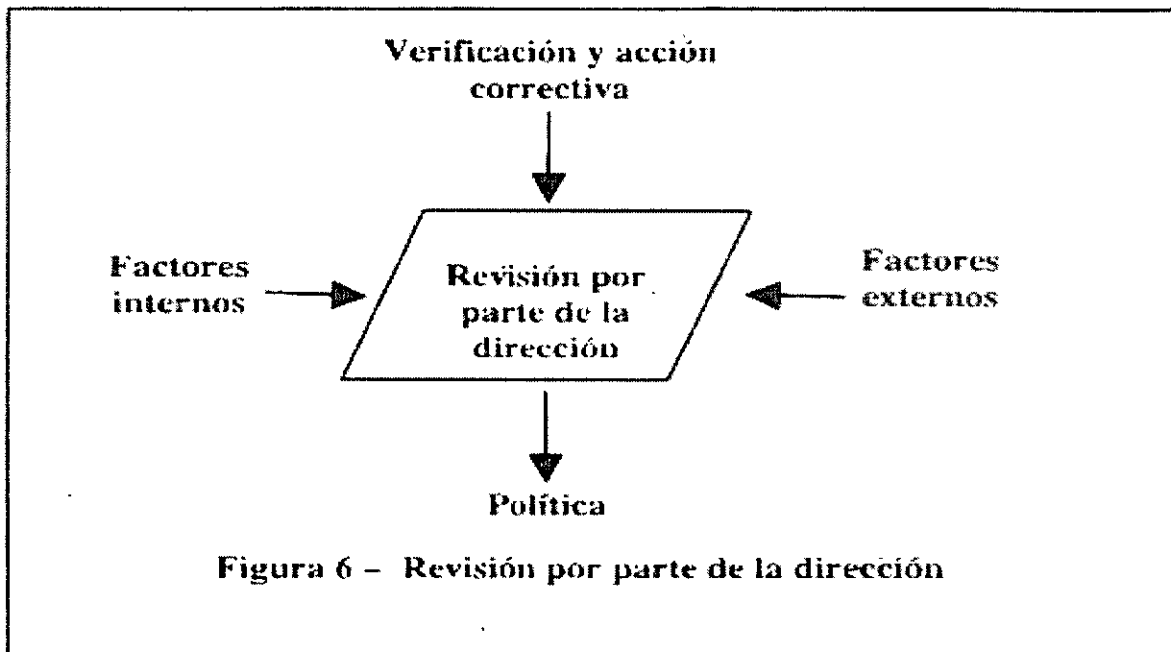 Verificación y acción
correctiva
Factores
internos
Revisión por
parte de la
dirección
Factores
externos
Política
Figura 6 – Revisión por parte de la dirección